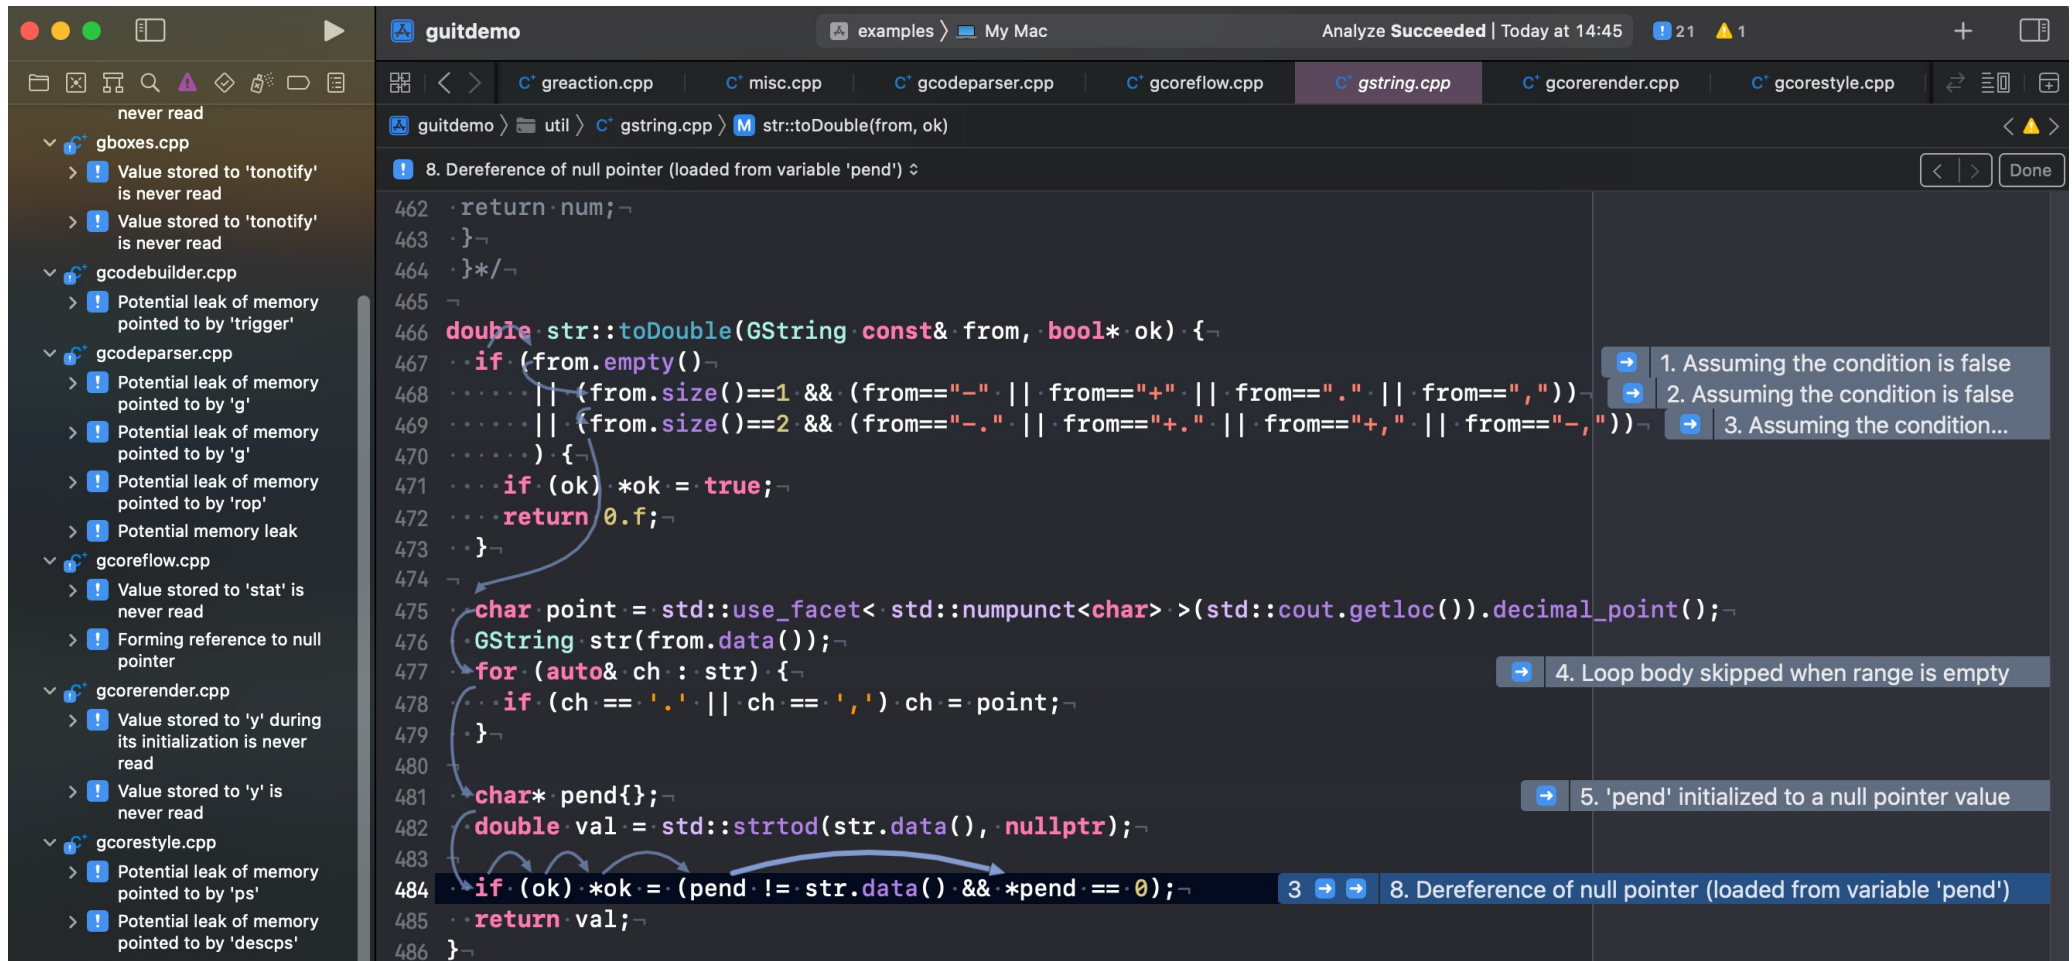 guitdemo
examples 〉 My Mac
Analyze Succeeded | Today at 14:45
21
1
greaction.cpp
misc.cpp
gcodeparser.cpp
gcoreflow.cpp
gstring.cpp
gcorerender.cpp
gcorestyle.cpp
guitdemo 〉 util 〉 gstring.cpp 〉 M str::toDouble(from, ok)
8. Dereference of null pointer (loaded from variable 'pend')
Done
never read
gboxes.cpp
Value stored to 'tonotify'
is never read
Value stored to 'tonotify'
is never read
gcodebuilder.cpp
Potential leak of memory
pointed to by 'trigger'
gcodeparser.cpp
Potential leak of memory
pointed to by 'g'
Potential leak of memory
pointed to by 'g'
Potential leak of memory
pointed to by 'rop'
Potential memory leak
gcoreflow.cpp
Value stored to 'stat' is
never read
Forming reference to null
pointer
gcorerender.cpp
Value stored to 'y' during
its initialization is never
read
Value stored to 'y' is
never read
gcorestyle.cpp
Potential leak of memory
pointed to by 'ps'
Potential leak of memory
pointed to by 'descps'
462 ·return·num;¬
463 ·}¬
464 ·}*/¬
465 ¬
466 double·str::toDouble(GString·const&·from,·bool*·ok)·{¬
467 ··if·(from.empty()¬ 1. Assuming the condition is false
468 ······||·(from.size()==1·&&·(from=="-"·||·from=="+"·||·from=="."·||·from==","))¬ 2. Assuming the condition is false
469 ······||·(from.size()==2·&&·(from=="-."·||·from=="+."·||·from=="+,"·||·from=="-,"))¬ 3. Assuming the condition...
470 ······)·{¬
471 ····if·(ok)·*ok·=·true;¬
472 ····return·0.f;¬
473 ··}¬
474 ¬
475 ··char·point·=·std::use_facet<·std::numpunct<char>·>(std::cout.getloc()).decimal_point();¬
476 ··GString·str(from.data());¬
477 ··for·(auto&·ch·:·str)·{¬ 4. Loop body skipped when range is empty
478 ····if·(ch·==·'.'·||·ch·==·',')·ch·=·point;¬
479 ··}¬
480 ¬
481 ··char*·pend{};¬ 5. 'pend' initialized to a null pointer value
482 ··double·val·=·std::strtod(str.data(),·nullptr);¬
483 ¬
484 ··if·(ok)·*ok·=·(pend·!=·str.data()·&&·*pend·==·0);¬ 3 8. Dereference of null pointer (loaded from variable 'pend')
485 ··return·val;¬
486 }¬